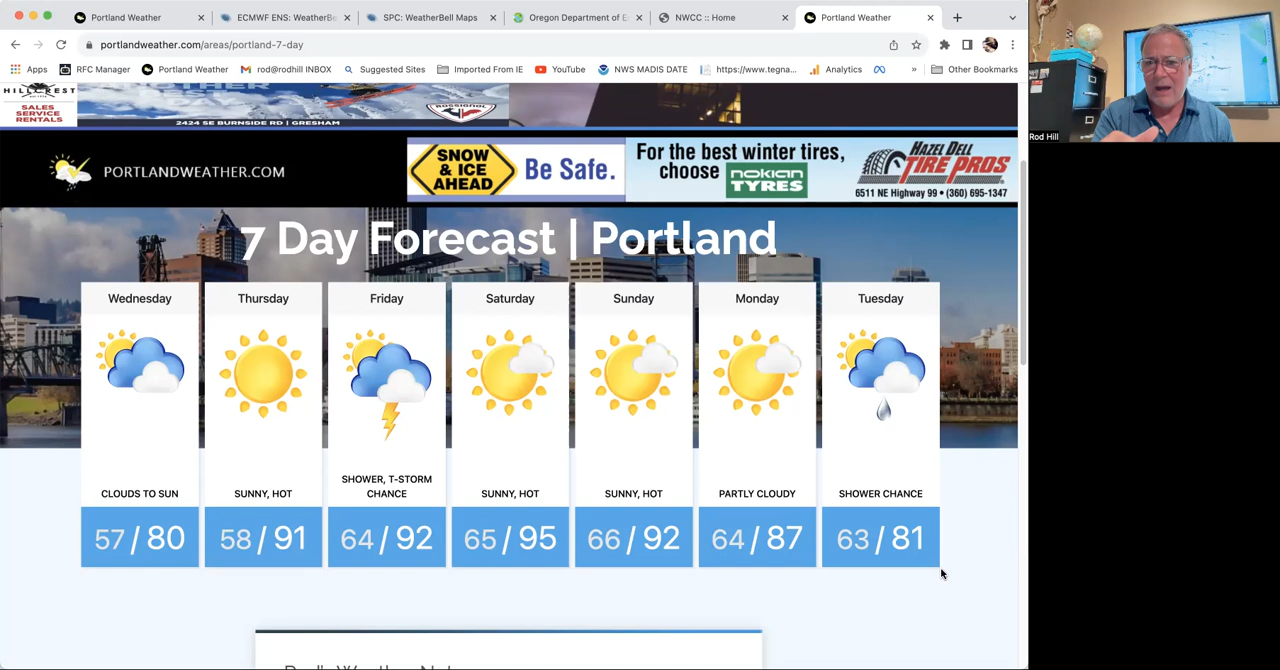 Portland Weather
ECMWF ENS: WeatherBe
SPC: WeatherBell Maps
Oregon Department of E
NWCC :: Home
Portland Weather
portlandweather.com/areas/portland-7-day
Apps
RFC Manager
Portland Weather
rod@rodhill INBOX
Suggested Sites
Imported From IE
YouTube
NWS MADIS DATE
https://www.tegna...
Analytics
»
Other Bookmarks
HILLCREST
SALES
SERVICE
RENTALS
2424 SE BURNSIDE RD | GRESHAM
ROSSIGNOL
PORTLANDWEATHER.COM
SNOW
& ICE
AHEAD
Be Safe.
For the best winter tires,
choose
nokian
TYRES
HAZEL DELL
TIRE PROS
6511 NE Highway 99 • (360) 695-1347
Rod Hill
7 Day Forecast | Portland
Wednesday
CLOUDS TO SUN
57 / 80
Thursday
SUNNY, HOT
58 / 91
Friday
SHOWER, T-STORM
CHANCE
64 / 92
Saturday
SUNNY, HOT
65 / 95
Sunday
SUNNY, HOT
66 / 92
Monday
PARTLY CLOUDY
64 / 87
Tuesday
SHOWER CHANCE
63 / 81